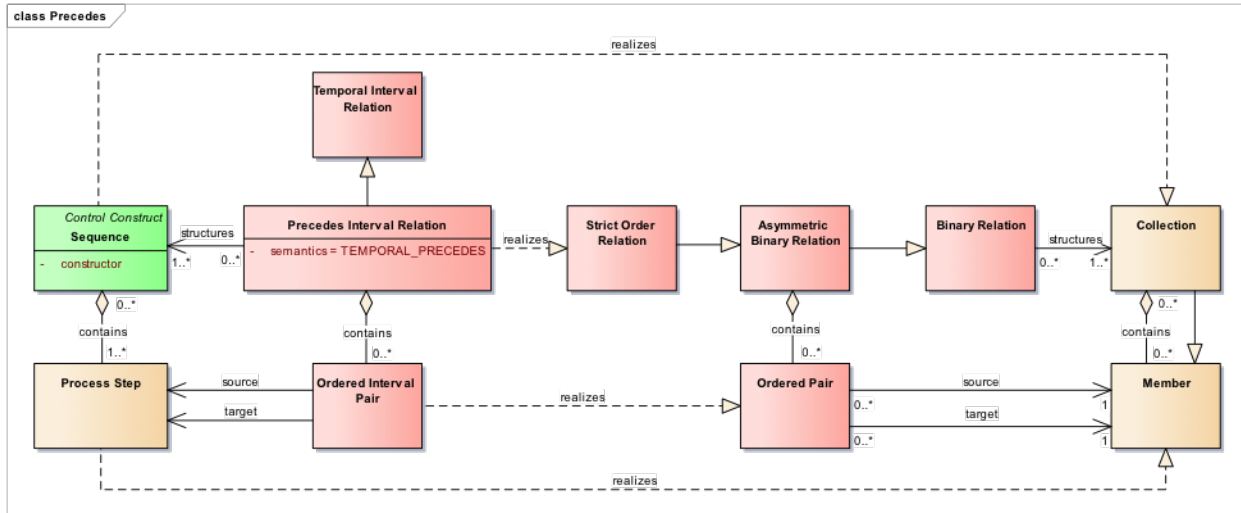 class Precedes
realizes
Temporal Interval
Relation
Control Construct
Sequence
- constructor
structures
1..*
0..*
Precedes Interval Relation
- semantics = TEMPORAL_PRECEDES
realizes
Strict Order
Relation
Asymmetric
Binary Relation
Binary Relation
structures
0..*
1..*
Collection
0..*
contains
1..*
contains
0..*
contains
0..*
0..*
contains
0..*
Process Step
source
target
Ordered Interval
Pair
realizes
Ordered Pair
source
0..*
1
target
0..*
1
Member
realizes